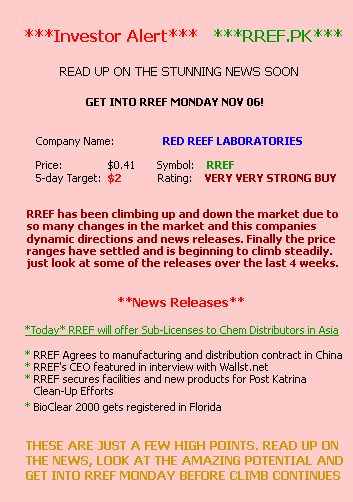 ***Investor Alert*** ***RREF.PK***
READ UP ON THE STUNNING NEWS SOON
GET INTO RREF MONDAY NOV 06!
Company Name: RED REEF LABORATORIES
Price: $0.41 Symbol: RREF
5-day Target: $2 Rating: VERY VERY STRONG BUY
RREF has been climbing up and down the market due to
so many changes in the market and this companies
dynamic directions and news releases. Finally the price
ranges have settled and is beginning to climb steadily.
just look at some of the releases over the last 4 weeks.
**News Releases**
*Today* RREF will offer Sub-Licenses to Chem Distributors in Asia
* RREF Agrees to manufacturing and distribution contract in China
* RREF's CEO featured in interview with Wallst.net
* RREF secures facilities and new products for Post Katrina
Clean-Up Efforts
* BioClear 2000 gets registered in Florida
THESE ARE JUST A FEW HIGH POINTS. READ UP ON
THE NEWS, LOOK AT THE AMAZING POTENTIAL AND
GET INTO RREF MONDAY BEFORE CLIMB CONTINUES